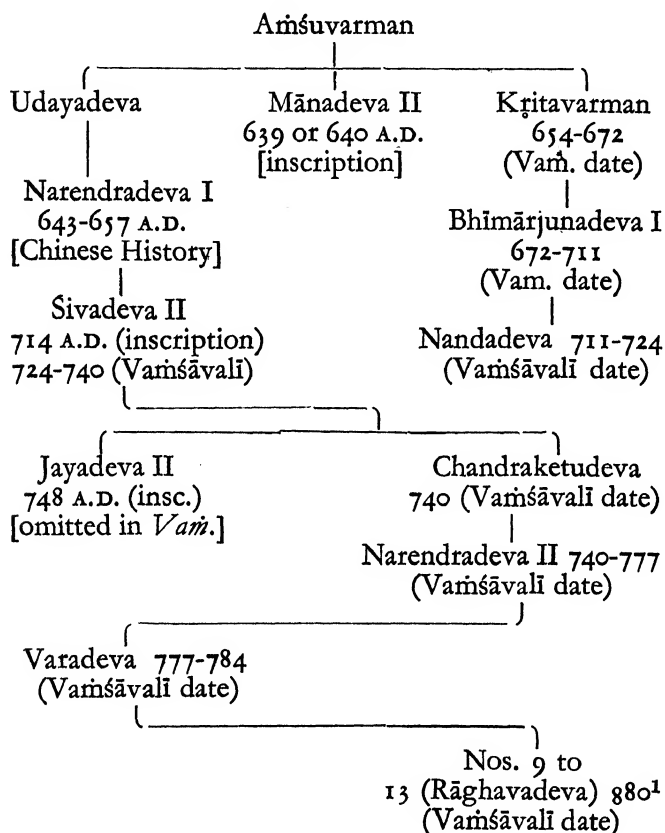 Aṁśuvarman
Udayadeva
Mānadeva II
639 or 640 A.D.
[inscription]
Kṛitavarman
654-672
(Vaṁ. date)
Narendradeva I
643-657 A.D.
[Chinese History]
Bhīmārjunadeva I
672-711
(Vam. date)
Śivadeva II
714 A.D. (inscription)
724-740 (Vaṁśāvalī)
Nandadeva 711-724
(Vaṁśāvalī date)
Jayadeva II
748 A.D. (insc.)
[omitted in Vaṁ.]
Chandraketudeva
740 (Vaṁśāvalī date)
Narendradeva II 740-777
(Vaṁśāvalī date)
Varadeva 777-784
(Vaṁśāvalī date)
Nos. 9 to
13 (Rāghavadeva) 880¹
(Vaṁśāvalī date)